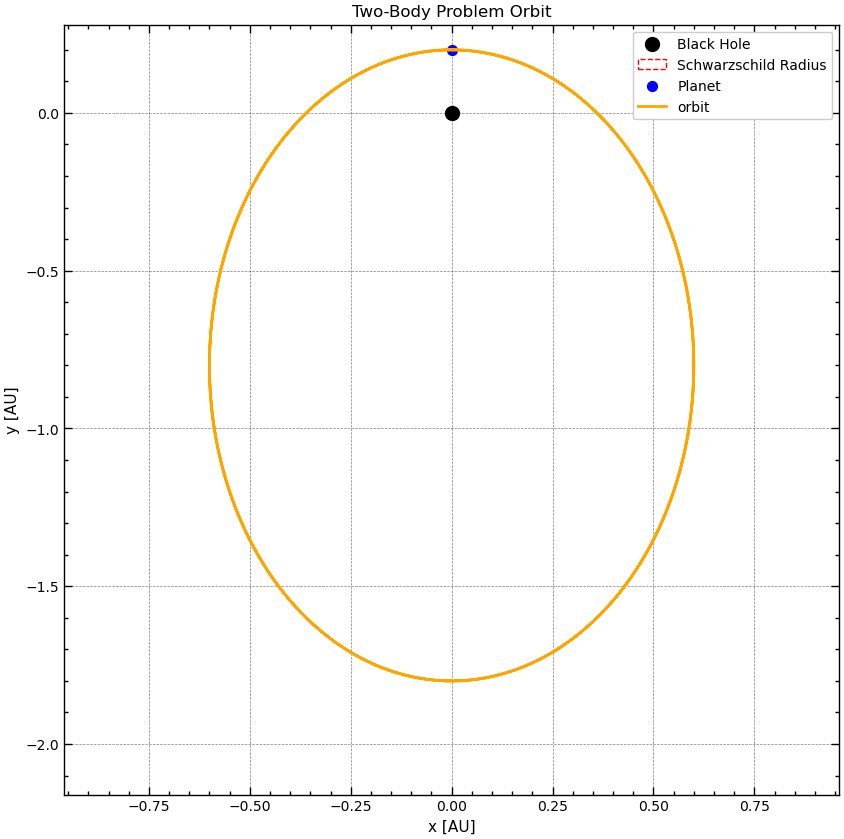 Two-Body Problem Orbit
Black Hole
Schwarzschild Radius
Planet
orbit
y [AU]
0.0
−0.5
−1.0
−1.5
−2.0
−0.75 −0.50 −0.25 0.00 0.25 0.50 0.75
x [AU]